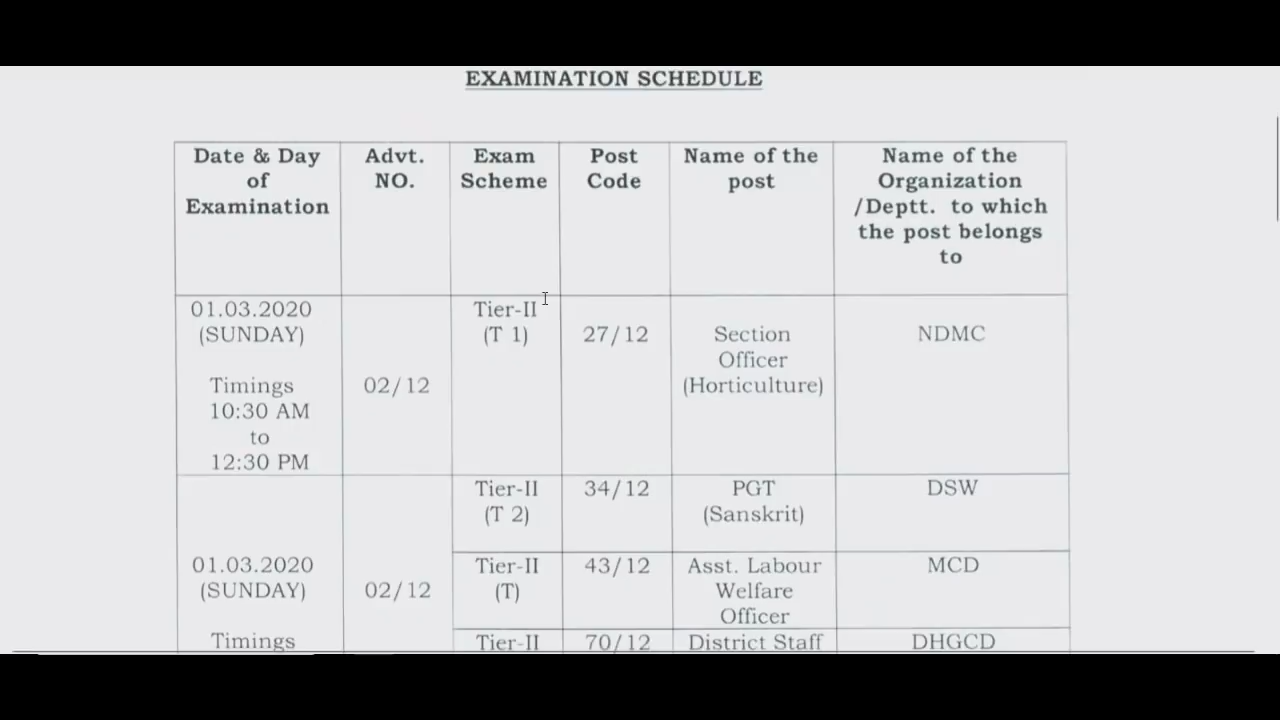 EXAMINATION SCHEDULE
Date & Day of Examination | Advt. NO. | Exam Scheme | Post Code | Name of the post | Name of the Organization /Deptt. to which the post belongs to
01.03.2020 (SUNDAY) Timings 10:30 AM to 12:30 PM | 02/12 | Tier-II (T 1) | 27/12 | Section Officer (Horticulture) | NDMC
01.03.2020 (SUNDAY) Timings | 02/12 | Tier-II (T 2) | 34/12 | PGT (Sanskrit) | DSW
Tier-II (T) | 43/12 | Asst. Labour Welfare Officer | MCD
Tier-II | 70/12 | District Staff | DHGCD